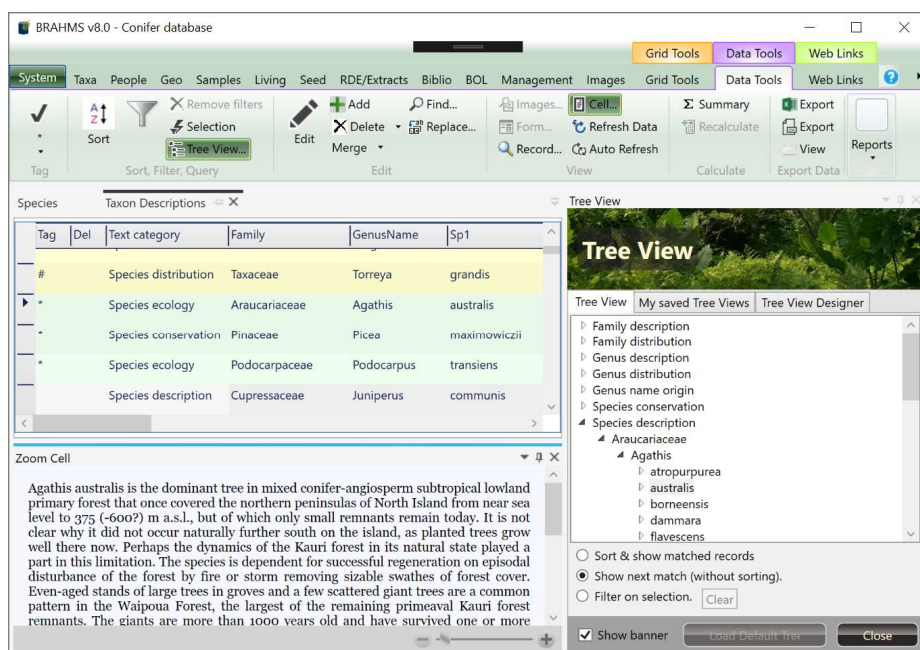 BRAHMS v8.0 - Conifer database
Grid Tools Data Tools Web Links
System Taxa People Geo Samples Living Seed RDE/Extracts Biblio BOL Management Images Grid Tools Data Tools Web Links
Remove filters Add Find... Images... Cell... Σ Summary Export
Sort Selection Edit Delete Replace... Form... Refresh Data Recalculate Export Reports
Tree View... Merge Record... Auto Refresh View
Tag Sort, Filter, Query Edit View Calculate Export Data
Species Taxon Descriptions
Tag Del Text category Family GenusName Sp1
# Species distribution Taxaceae Torreya grandis
* Species ecology Araucariaceae Agathis australis
* Species conservation Pinaceae Picea maximowiczii
* Species ecology Podocarpaceae Podocarpus transiens
Species description Cupressaceae Juniperus communis
Zoom Cell
Agathis australis is the dominant tree in mixed conifer-angiosperm subtropical lowland
primary forest that once covered the northern peninsulas of North Island from near sea
level to 375 (-600?) m a.s.l., but of which only small remnants remain today. It is not
clear why it did not occur naturally further south on the island, as planted trees grow
well there now. Perhaps the dynamics of the Kauri forest in its natural state played a
part in this limitation. The species is dependent for successful regeneration on episodal
disturbance of the forest by fire or storm removing sizable swathes of forest cover.
Even-aged stands of large trees in groves and a few scattered giant trees are a common
pattern in the Waipoua Forest, the largest of the remaining primeaval Kauri forest
remnants. The giants are more than 1000 years old and have survived one or more
Tree View
Tree View
Tree View My saved Tree Views Tree View Designer
Family description
Family distribution
Genus description
Genus distribution
Genus name origin
Species conservation
Species description
Araucariaceae
Agathis
atropurpurea
australis
borneensis
dammara
flavescens
Sort & show matched records
Show next match (without sorting).
Filter on selection. Clear
Show banner Load Default Tree Close